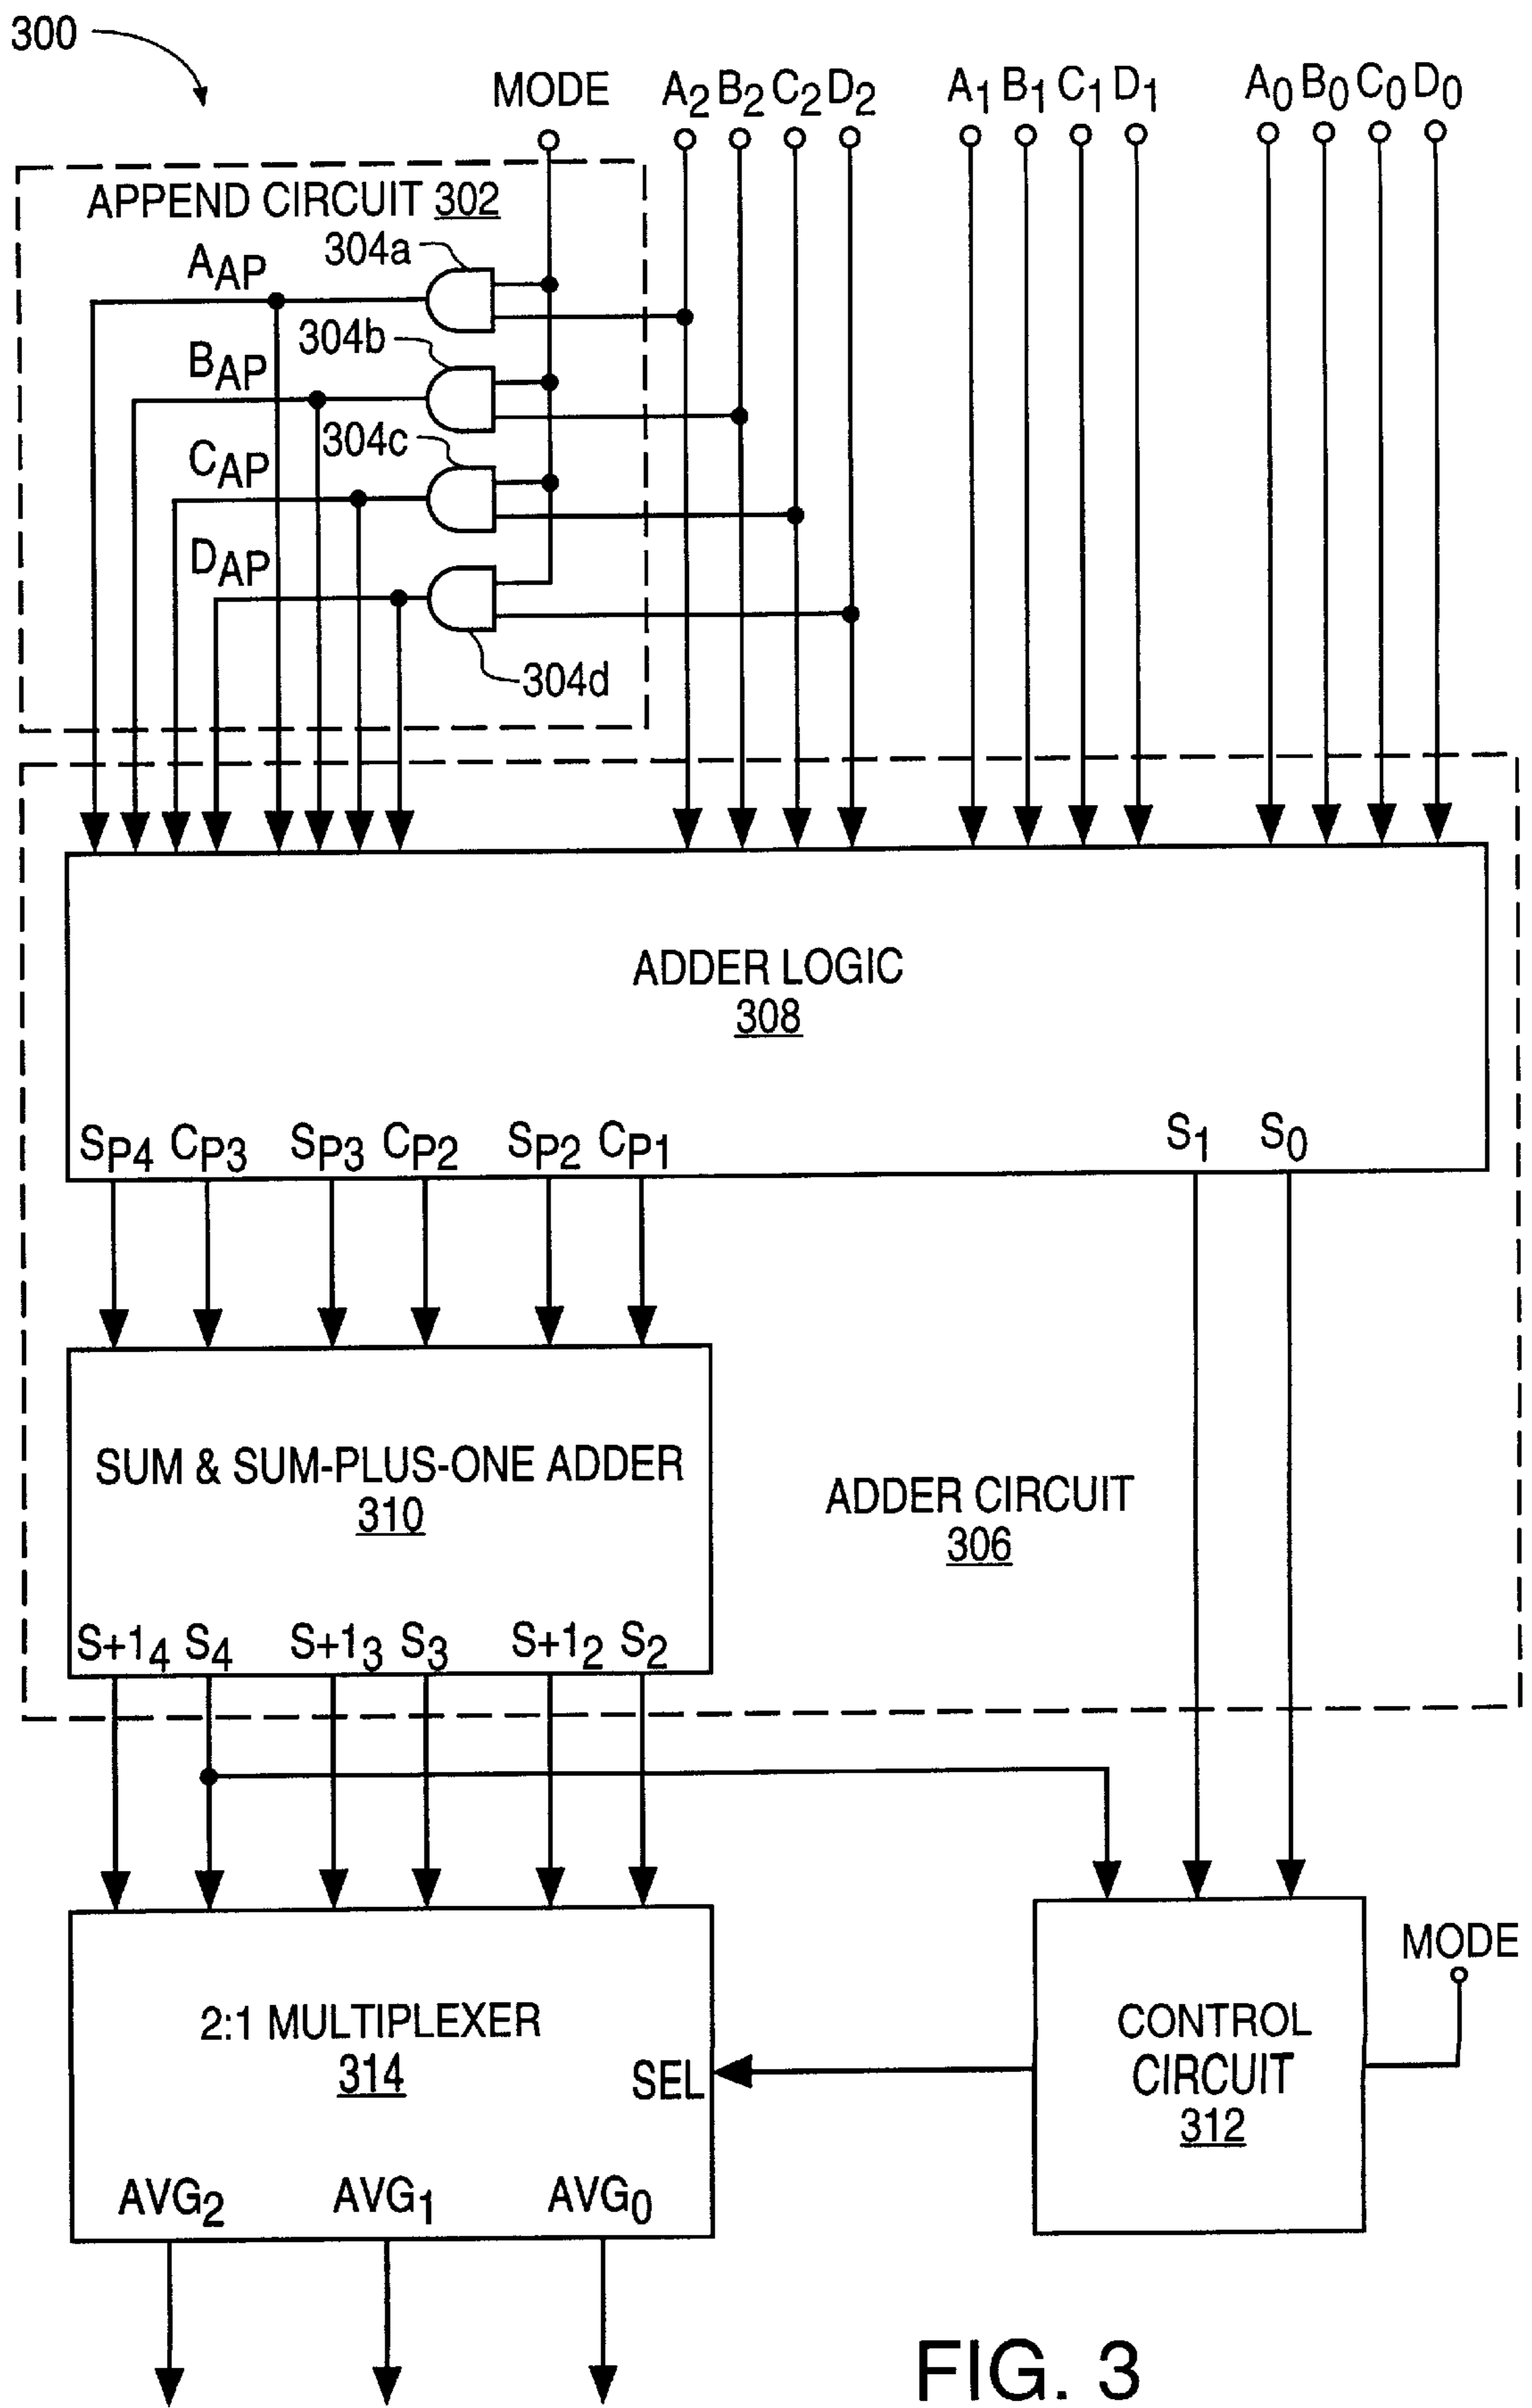 300
MODE A2 B2 C2 D2 A1 B1 C1 D1 A0 B0 C0 D0
APPEND CIRCUIT 302
304a
AAP
304b
BAP
304c
CAP
DAP
304d
ADDER LOGIC
308
SP4 CP3 SP3 CP2 SP2 CP1 S1 S0
SUM & SUM-PLUS-ONE ADDER
310
ADDER CIRCUIT
306
S+14 S4 S+13 S3 S+12 S2
MODE
2:1 MULTIPLEXER
314
SEL
CONTROL
CIRCUIT
312
AVG2 AVG1 AVG0
FIG. 3